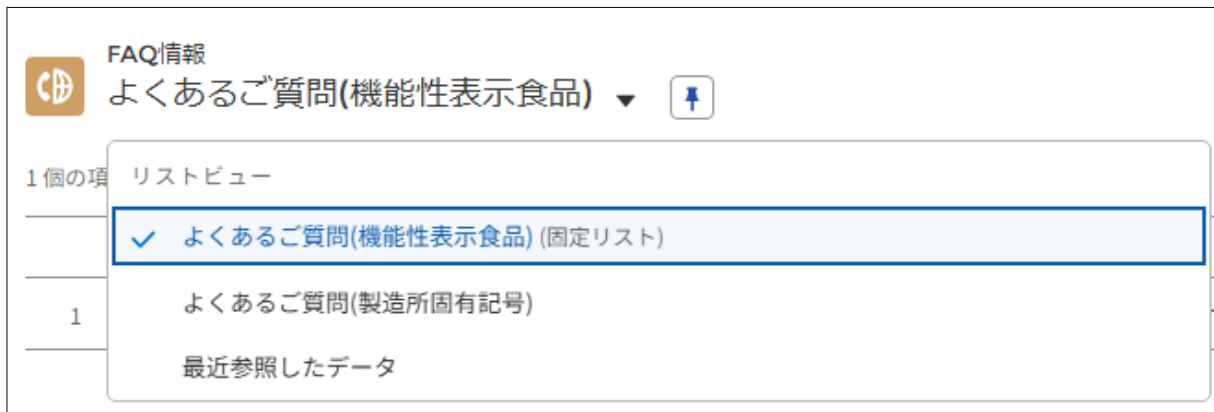 FAQ情報
よくあるご質問(機能性表示食品)
1個の項
リストビュー
よくあるご質問(機能性表示食品) (固定リスト)
よくあるご質問(製造所固有記号)
1
最近参照したデータ